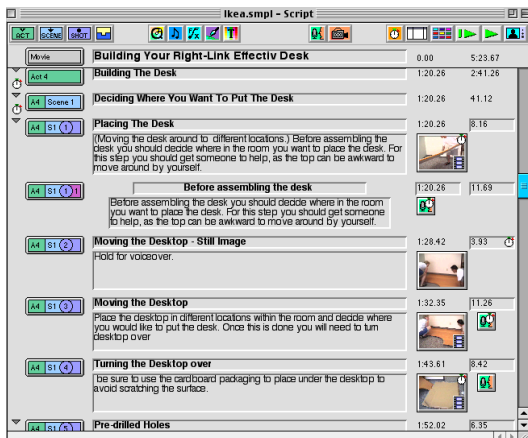 Ikea.smpl - Script
ACT SCENE SHOT
Movie Building Your Right-Link Effectiv Desk 0.00 5:23.67
Act 4 Building The Desk 1:20.26 2:41.26
A4 Scene 1 Deciding Where You Want To Put The Desk 1:20.26 41.12
A4 S1 1 Placing The Desk 1:20.26 8.16
(Moving the desk around to different locations.) Before assembling the
desk you should decide where in the room you want to place the desk. For
this step you should get someone to help, as the top can be awkward to
move around by yourself.
A4 S1 1 1 Before assembling the desk 1:20.26 11.69
Before assembling the desk you should decide where in the room
you want to place the desk. For this step you should get someone
to help, as the top can be awkward to move around by yourself.
A4 S1 2 Moving the Desktop - Still Image 1:28.42 3.93
Hold for voiceover.
A4 S1 3 Moving the Desktop 1:32.35 11.26
Place the desktop in different locations within the room and decide where
you would like to put the desk. Once this is done you will need to turn
desktop over
A4 S1 4 Turning the Desktop over 1:43.61 8.42
be sure to use the cardboard packaging to place under the desktop to
avoid scratching the surface.
A4 S1 5 Pre-drilled Holes 1:52.02 6.35